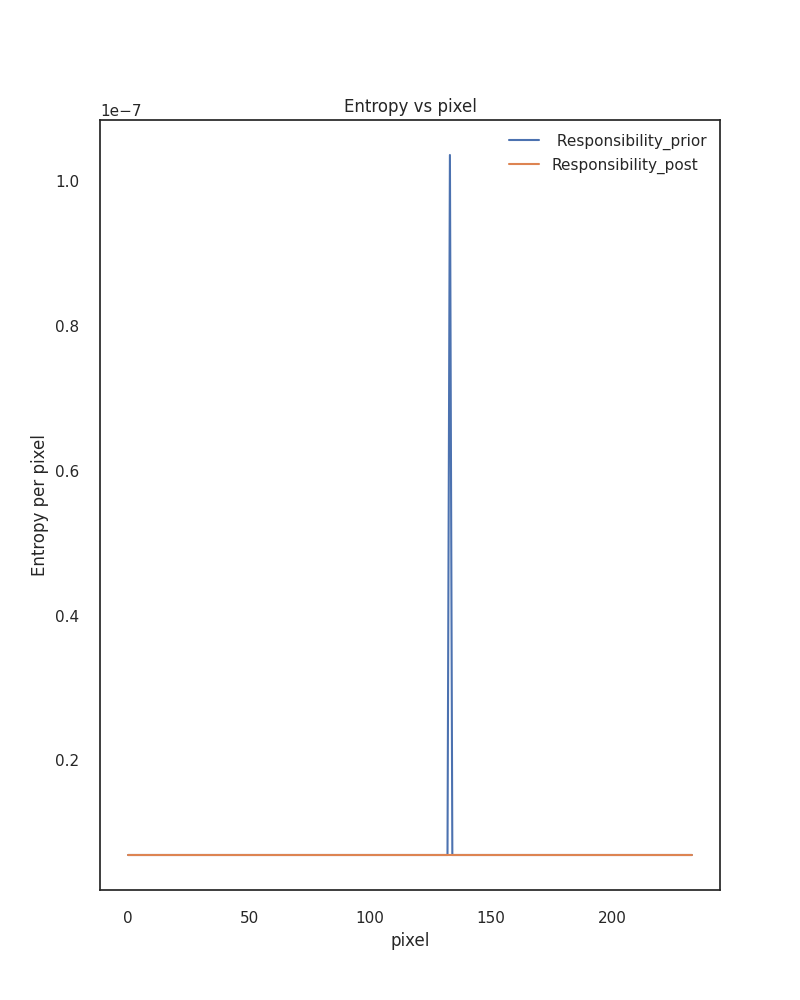 Entropy vs pixel
1e−7
Responsibility_prior
Responsibility_post
1.0
0.8
0.6
0.4
0.2
Entropy per pixel
0 50 100 150 200
pixel